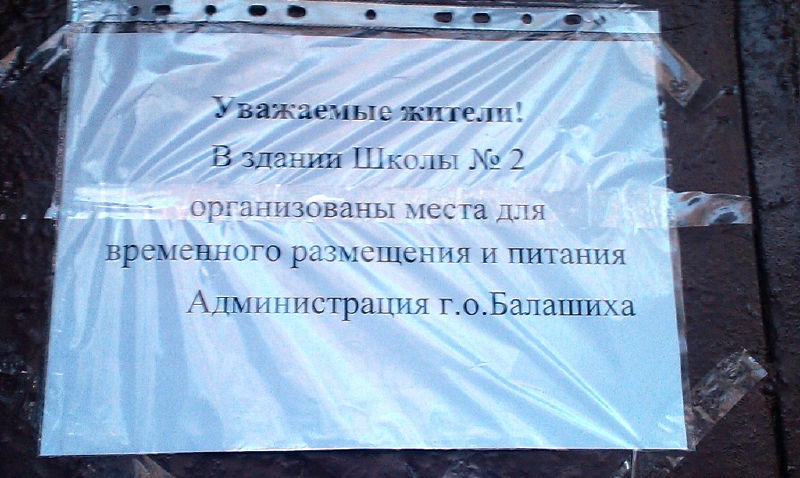 Уважаемые жители!
В здании Школы № 2
организованы места для
временного размещения и питания
Администрация г.о.Балашиха